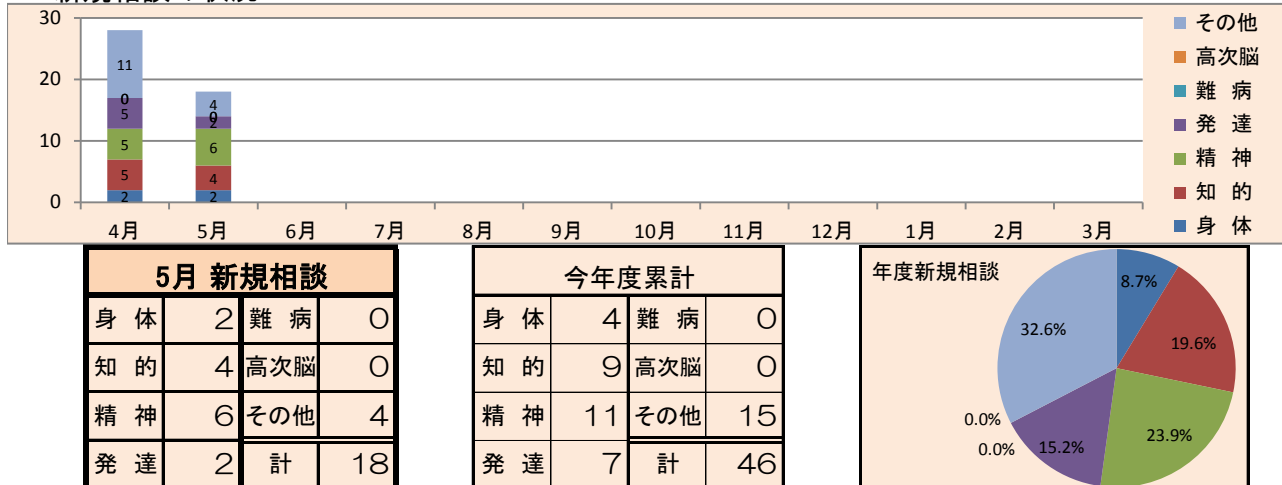 30
20
10
0
11
0
5
5
5
2
4
0
2
6
4
2
4月 5月 6月 7月 8月 9月 10月 11月 12月 1月 2月 3月
その他
高次脳
難 病
発 達
精 神
知 的
身 体
5月 新規相談
身 体 2 難 病 0
知 的 4 高次脳 0
精 神 6 その他 4
発 達 2 計 18
今年度累計
身 体 4 難 病 0
知 的 9 高次脳 0
精 神 11 その他 15
発 達 7 計 46
年度新規相談
8.7%
19.6%
23.9%
15.2%
0.0%
0.0%
32.6%